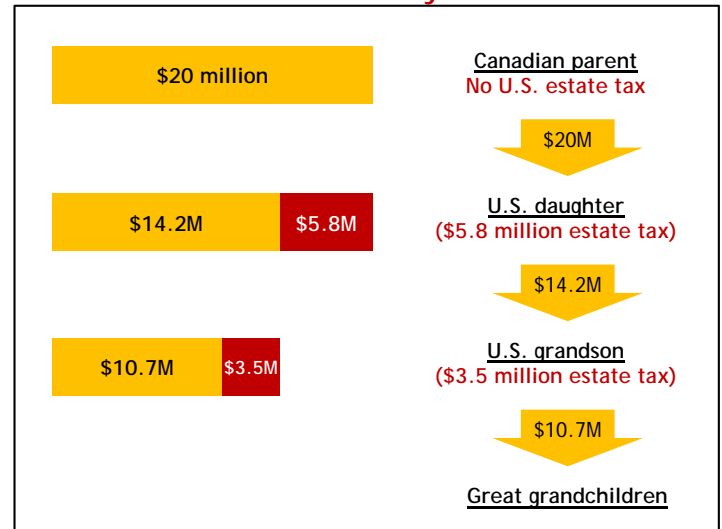 $20 million
Canadian parent
No U.S. estate tax
$20M
$14.2M
$5.8M
U.S. daughter
($5.8 million estate tax)
$14.2M
$10.7M
$3.5M
U.S. grandson
($3.5 million estate tax)
$10.7M
Great grandchildren